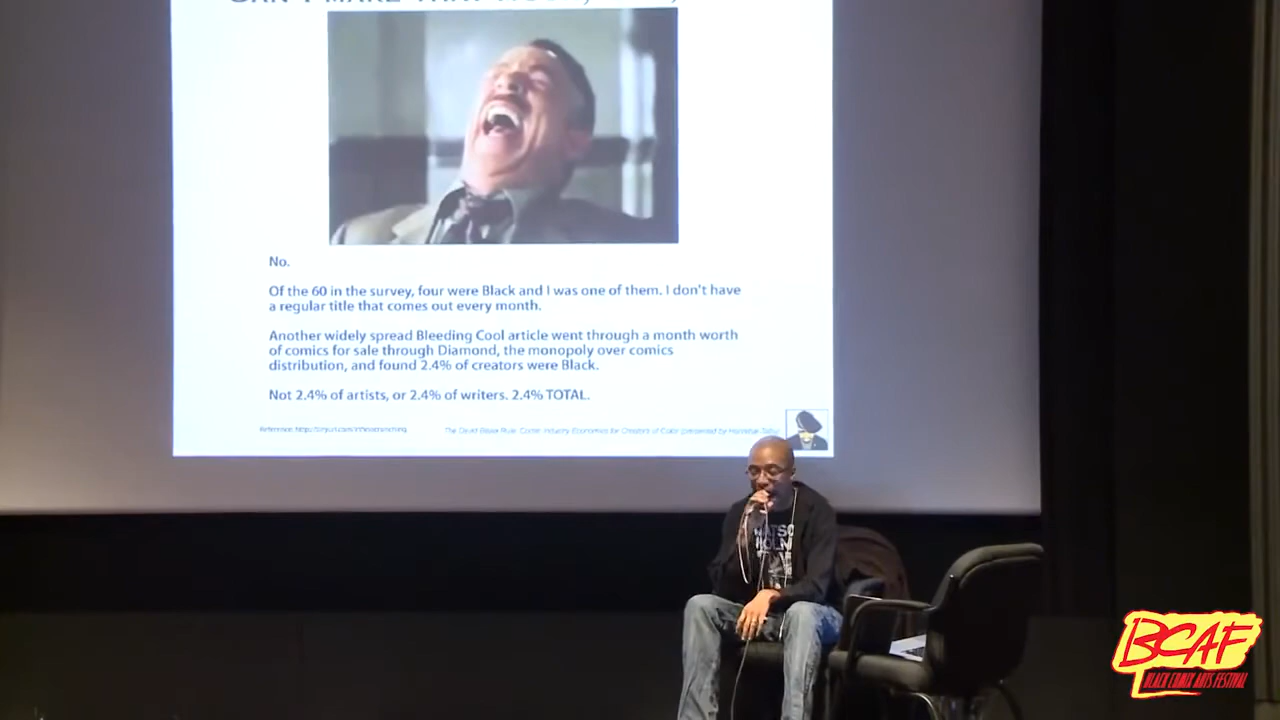 No.
Of the 60 in the survey, four were Black and I was one of them. I don't have
a regular title that comes out every month.
Another widely spread Bleeding Cool article went through a month worth
of comics for sale through Diamond, the monopoly over comics
distribution, and found 2.4% of creators were Black.
Not 2.4% of artists, or 2.4% of writers. 2.4% TOTAL.
BCAF
BLACK COMIX ARTS FESTIVAL